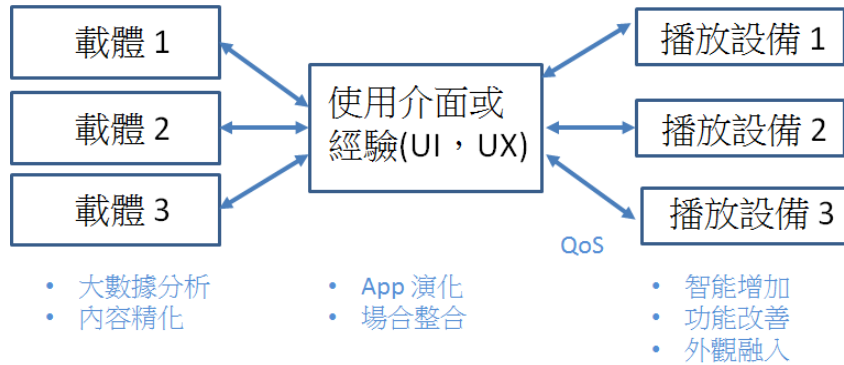 載體 1
載體 2
載體 3
使用介面或
經驗(UI，UX)
播放設備 1
播放設備 2
播放設備 3
QoS
• 大數據分析
• 內容精化
• App 演化
• 場合整合
• 智能增加
• 功能改善
• 外觀融入